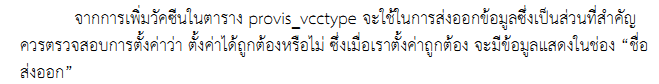 จากการเพิ่มวัคซีนในตาราง provis_vcctype จะใช้ในการส่งออกข้อมูลซึ่งเป็นส่วนที่สำคัญ
ควรตรวจสอบการตั้งค่าว่า ตั้งค่าได้ถูกต้องหรือไม่ ซึ่งเมื่อเราตั้งค่าถูกต้อง จะมีข้อมูลแสดงในช่อง “ชื่อ
ส่งออก”